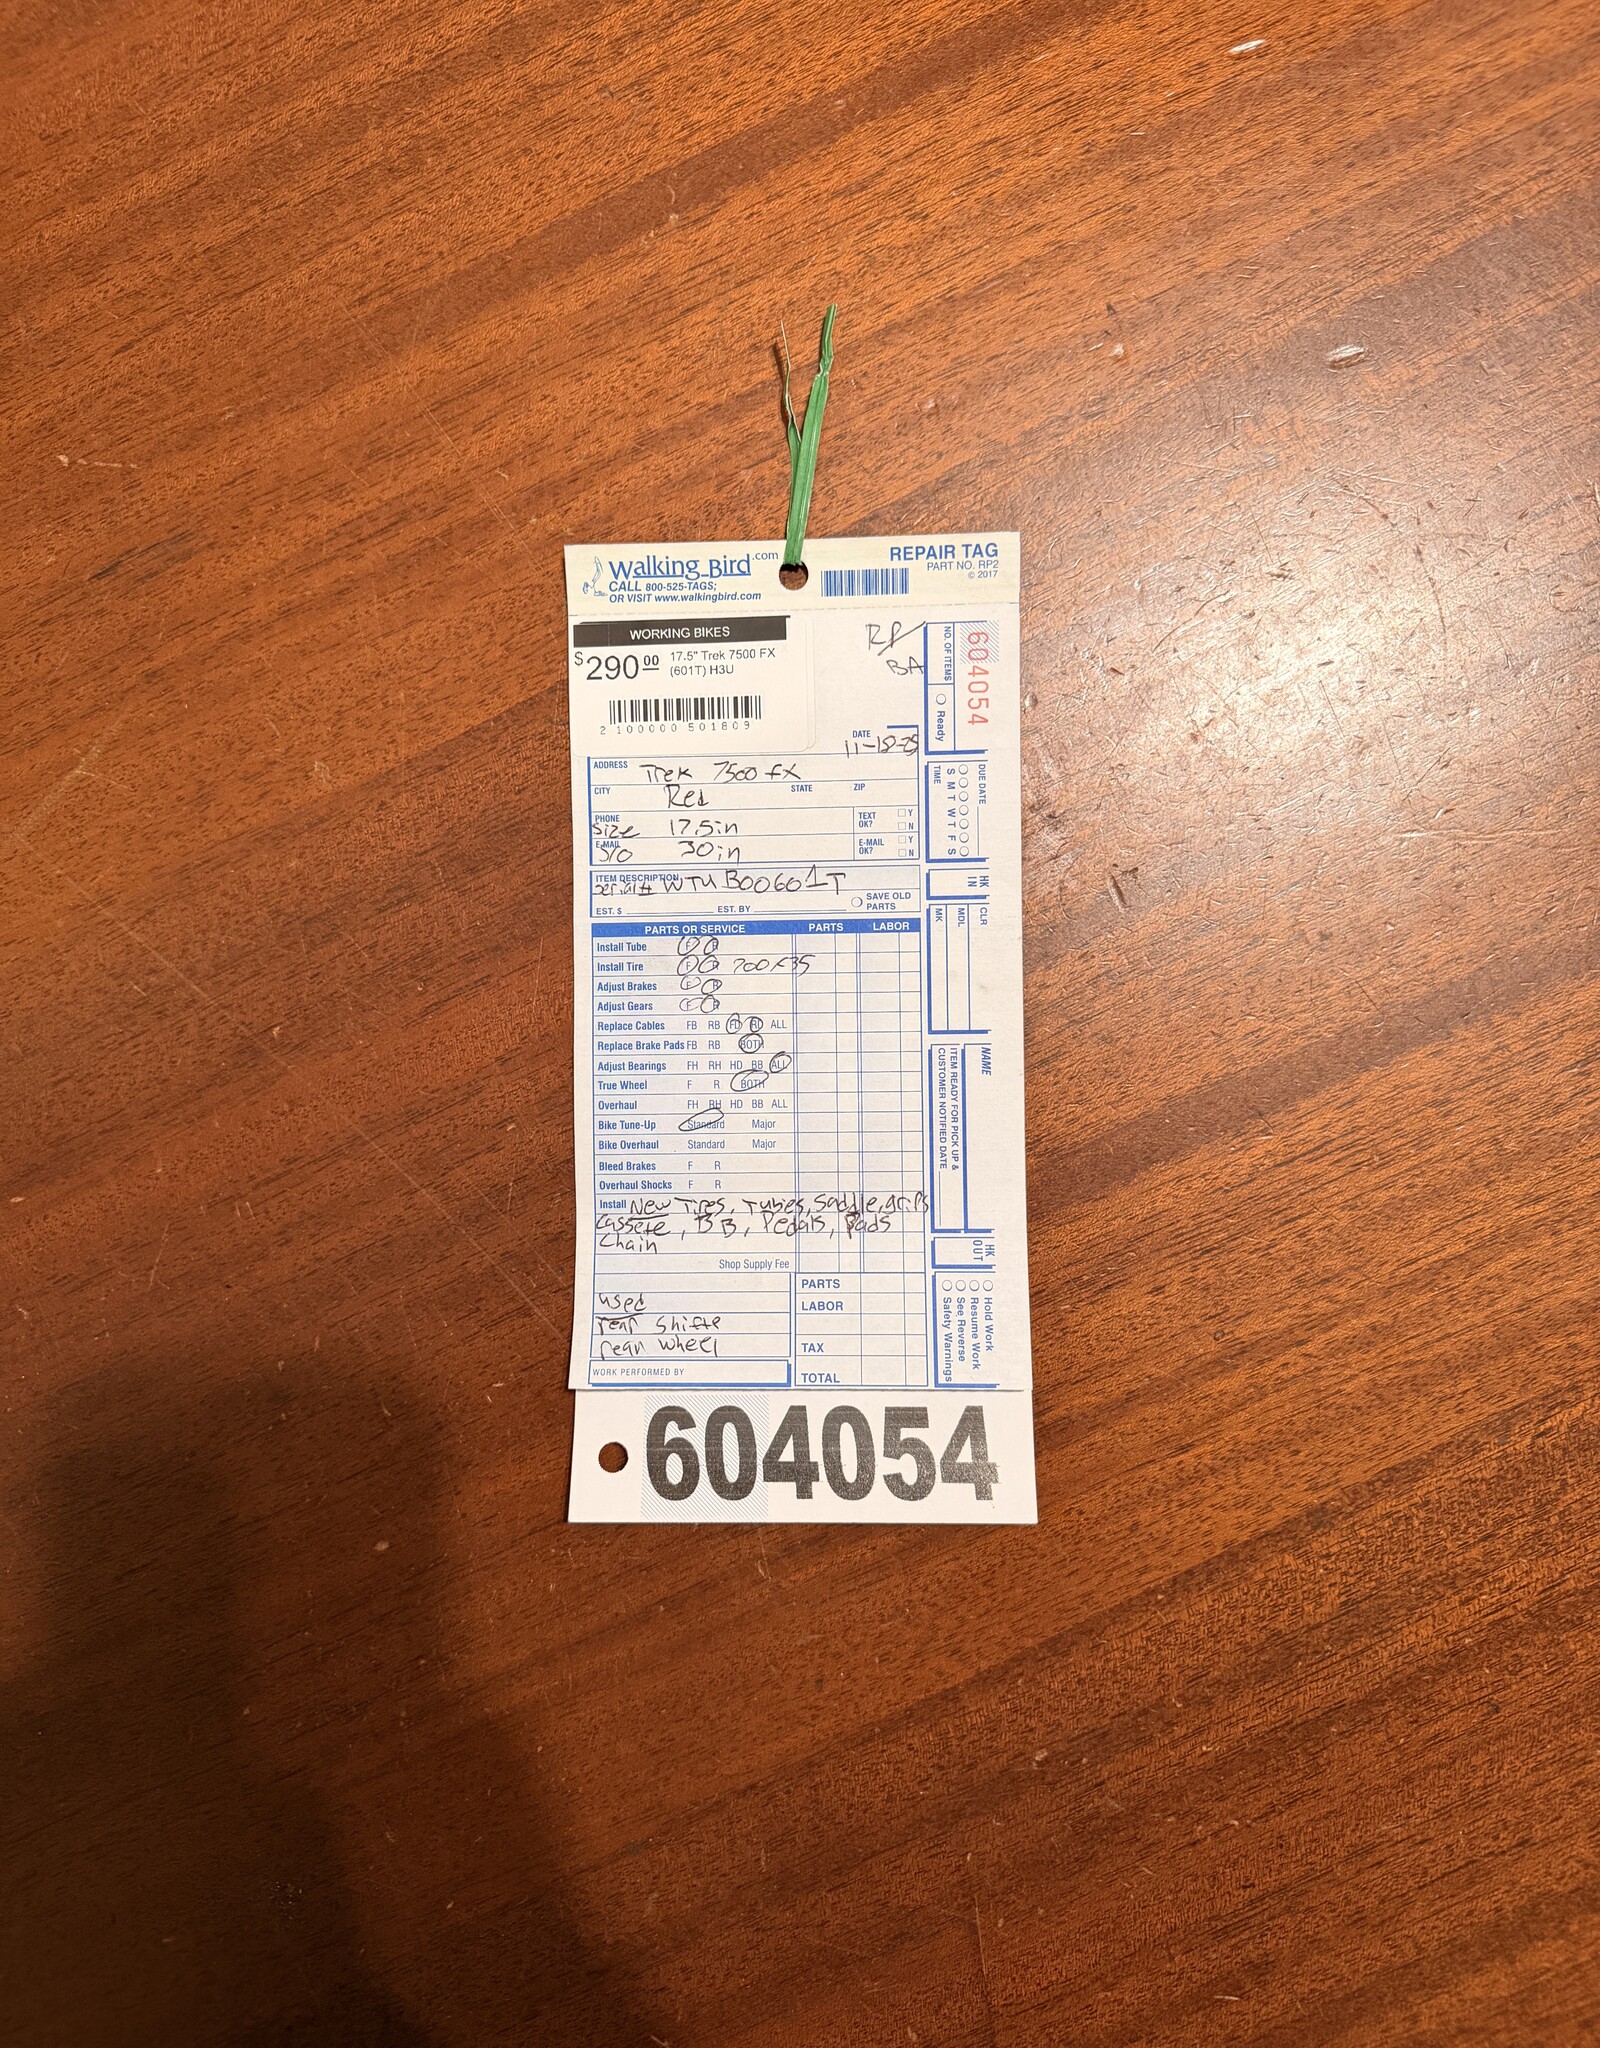 Walking Bird.com
CALL 800-525-TAGS;
OR VISIT www.walkingbird.com
REPAIR TAG
PART NO. RP2
© 2017
WORKING BIKES
$290.00 17.5" Trek 7500 FX
(601T) H3U
2 100000 501809
BA
DATE 11-18-25
ADDRESS Trek 7500 FX
CITY Red STATE ZIP
PHONE Size 17.5in TEXT OK? Y N
E-MAIL S/O 30in E-MAIL OK? Y N
ITEM DESCRIPTION
Serial# WTU B00601T
EST. $ EST. BY SAVE OLD PARTS
PARTS OR SERVICE PARTS LABOR
Install Tube F R
Install Tire F R 700x35
Adjust Brakes F R
Adjust Gears F R
Replace Cables FB RB FD RD ALL
Replace Brake Pads FB RB BOTH
Adjust Bearings FH RH HD BB ALL
True Wheel F R BOTH
Overhaul FH RH HD BB ALL
Bike Tune-Up Standard Major
Bike Overhaul Standard Major
Bleed Brakes F R
Overhaul Shocks F R
Install New Tires, Tubes, Saddle, grips
Cassete, BB, Pedals, Pads
Chain
Shop Supply Fee
used
rear shifte
rear wheel
WORK PERFORMED BY
PARTS
LABOR
TAX
TOTAL
604054
NO. OF ITEMS
Ready
DUE DATE
S M T W T F S
TIME
HK IN
CLR
MDL
MK
NAME
ITEM READY FOR PICK UP &
CUSTOMER NOTIFIED DATE
HK OUT
Hold Work
Resume Work
See Reverse
Safety Warnings
604054